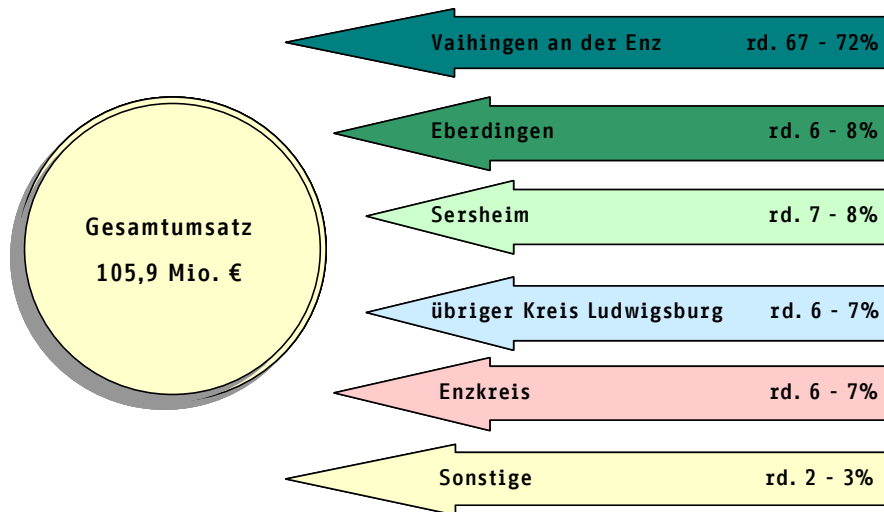 Gesamtumsatz
105,9 Mio. €
Vaihingen an der Enz rd. 67 - 72%
Eberdingen rd. 6 - 8%
Sersheim rd. 7 - 8%
übriger Kreis Ludwigsburg rd. 6 - 7%
Enzkreis rd. 6 - 7%
Sonstige rd. 2 - 3%